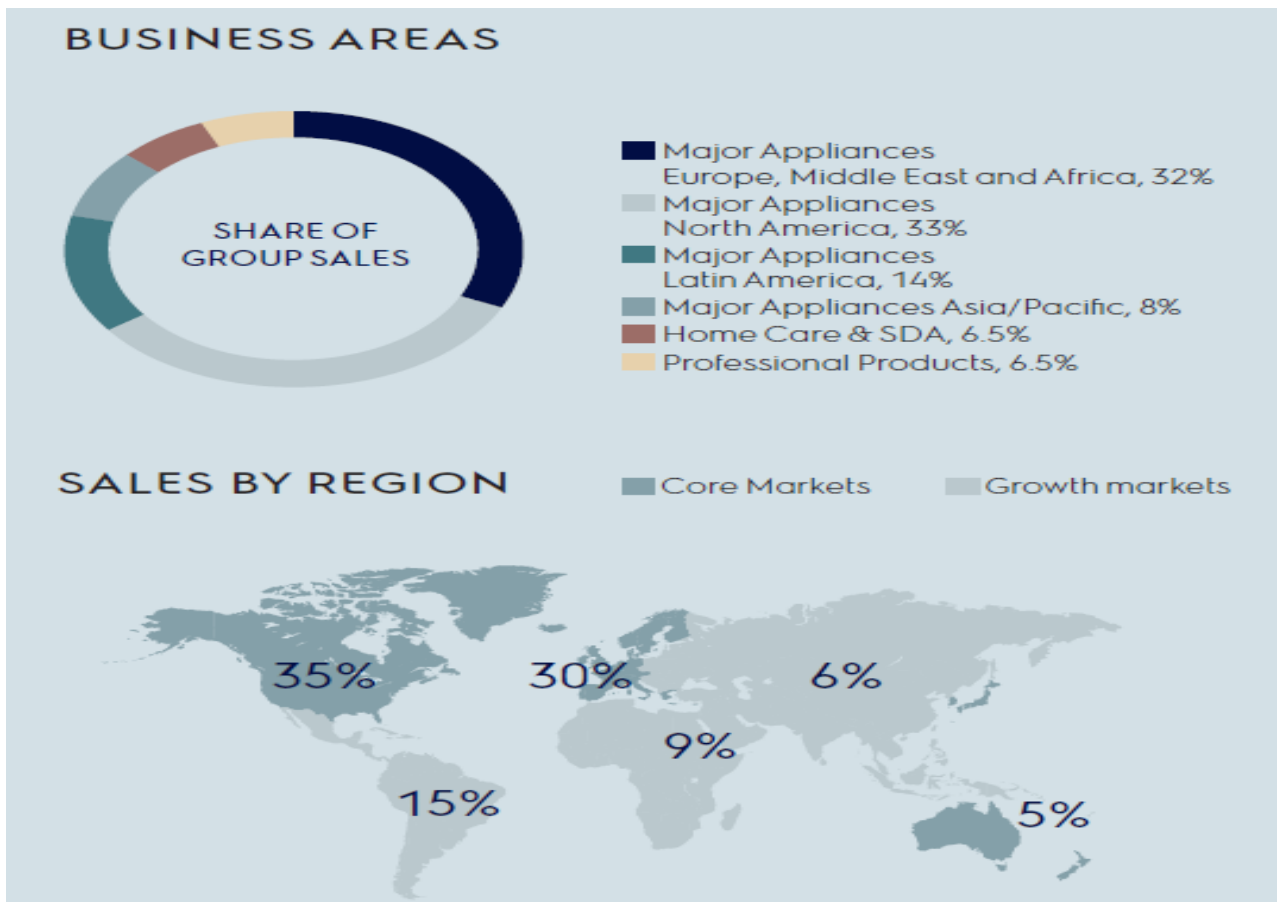 BUSINESS AREAS
SHARE OF
GROUP SALES
Major Appliances
Europe, Middle East and Africa, 32%
Major Appliances
North America, 33%
Major Appliances
Latin America, 14%
Major Appliances Asia/Pacific, 8%
Home Care & SDA, 6.5%
Professional Products, 6.5%
SALES BY REGION
Core Markets
Growth markets
35%
30%
6%
9%
15%
5%